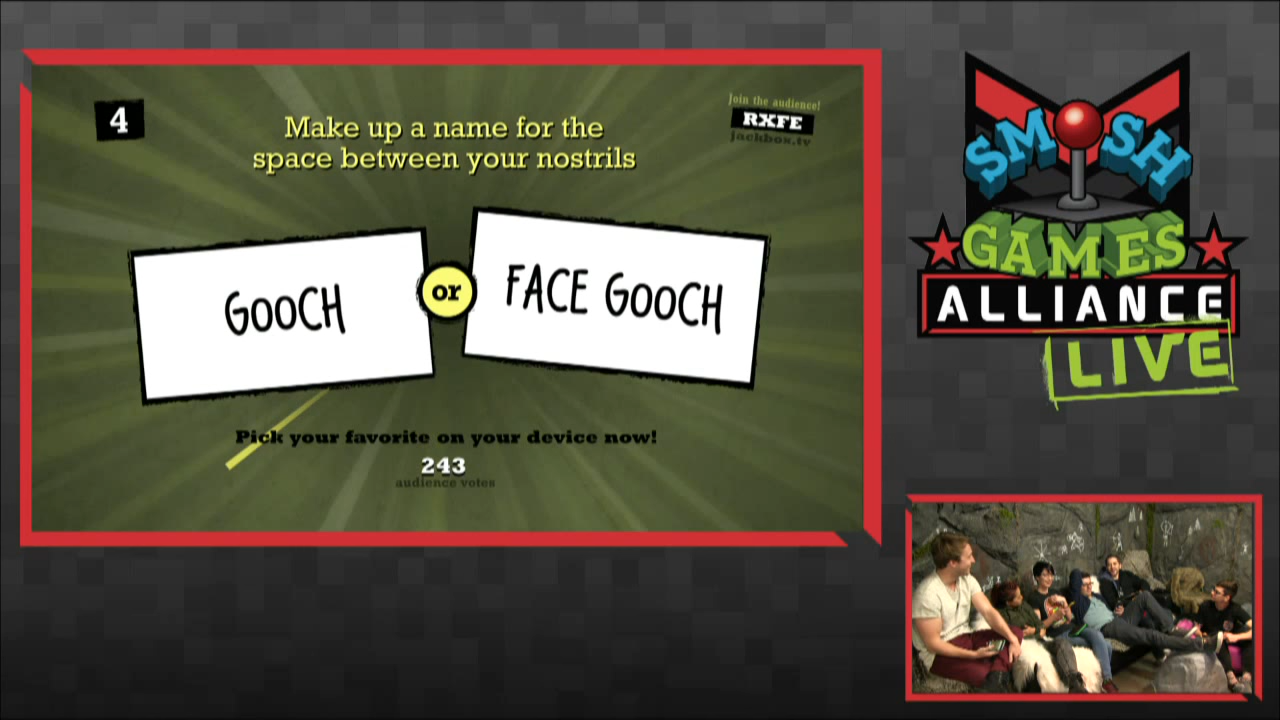 4
Make up a name for the
space between your nostrils
Join the audience!
RXFE
jackbox.tv
GOOCH
or
FACE GOOCH
Pick your favorite on your device now!
243
audience votes
SMOSH
GAMES
ALLIANCE
LIVE